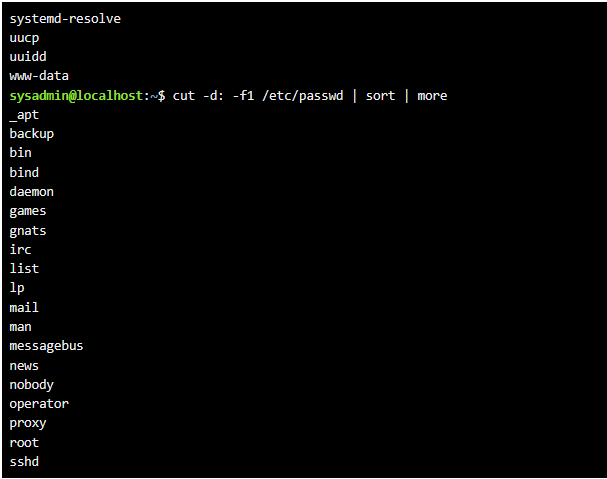 systemd-resolve
uucp
uuidd
www-data
sysadmin@localhost:~$ cut -d: -f1 /etc/passwd | sort | more
_apt
backup
bin
bind
daemon
games
gnats
irc
list
lp
mail
man
messagebus
news
nobody
operator
proxy
root
sshd